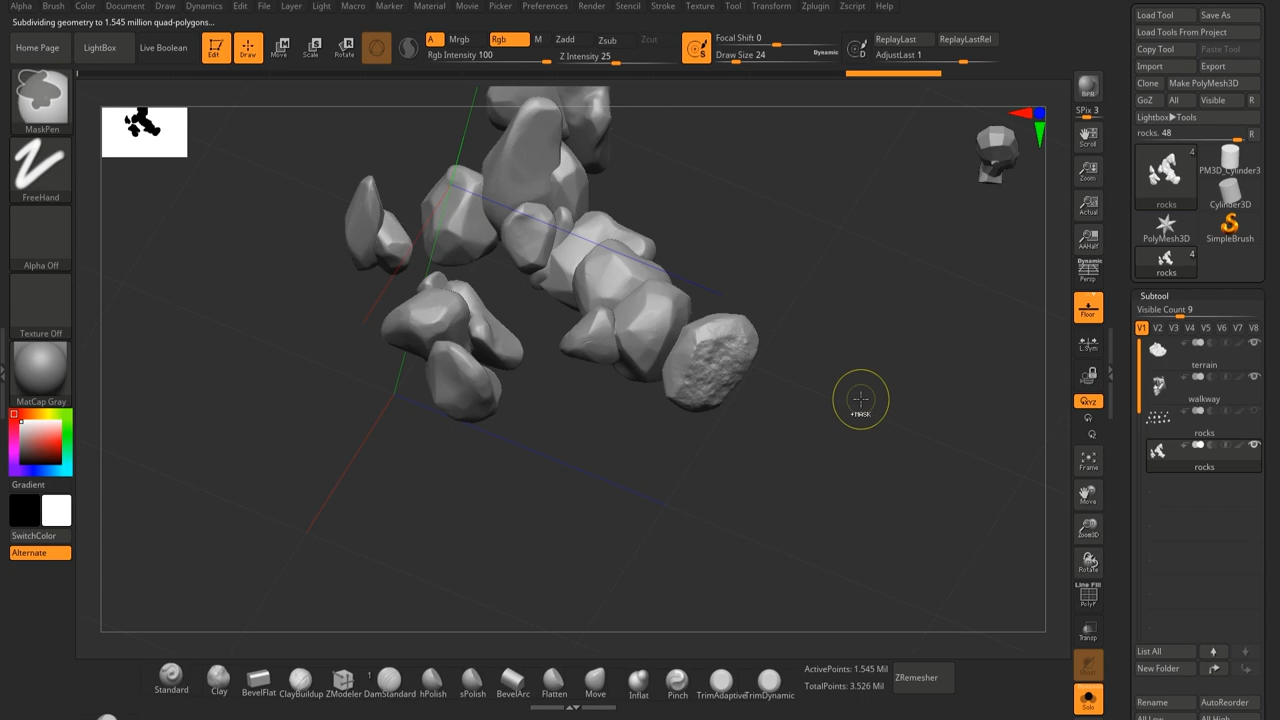 Alpha Brush Color Document Draw Dynamics Edit File Layer Light Macro Marker Material Movie Picker Preferences Render Stencil Stroke Texture Tool Transform Zplugin Zscript Help
Subdividing geometry to 1.545 million quad-polygons...
Home Page LightBox Live Boolean Edit Draw Move Scale Rotate
A Mrgb Rgb M Zadd Zsub Zcut
Rgb Intensity 100 Z Intensity 25
Focal Shift 0
Draw Size 24 Dynamic
S D
ReplayLast ReplayLastRel
AdjustLast 1
MaskPen
FreeHand
Alpha Off
Texture Off
MatCap Gray
Gradient
SwitchColor
Alternate
+MASK
BPR
SPix 3
Scroll
Zoom
Actual
AAHalf
Dynamic
Persp
Floor
L.Sym
QXYZ
Frame
Move
Zoom3D
Rotate
Line Fill
PolyF
Transp
Solo
Load Tool Save As
Load Tools From Project
Copy Tool Paste Tool
Import Export
Clone Make PolyMesh3D
GoZ All Visible R
Lightbox▶Tools
rocks. 48 R
4
rocks
PM3D_Cylinder3
Cylinder3D
PolyMesh3D SimpleBrush
4
rocks
Subtool
Visible Count 9
V1 V2 V3 V4 V5 V6 V7 V8
terrain
walkway
rocks
rocks
List All
New Folder
Rename AutoReorder
All Low All High
Standard Clay BevelFlat ClayBuildup ZModeler 1 DamStandard hPolish sPolish BevelArc Flatten Move Inflat Pinch TrimAdaptive TrimDynamic
ActivePoints: 1.545 Mil
TotalPoints: 3.526 Mil
ZRemesher